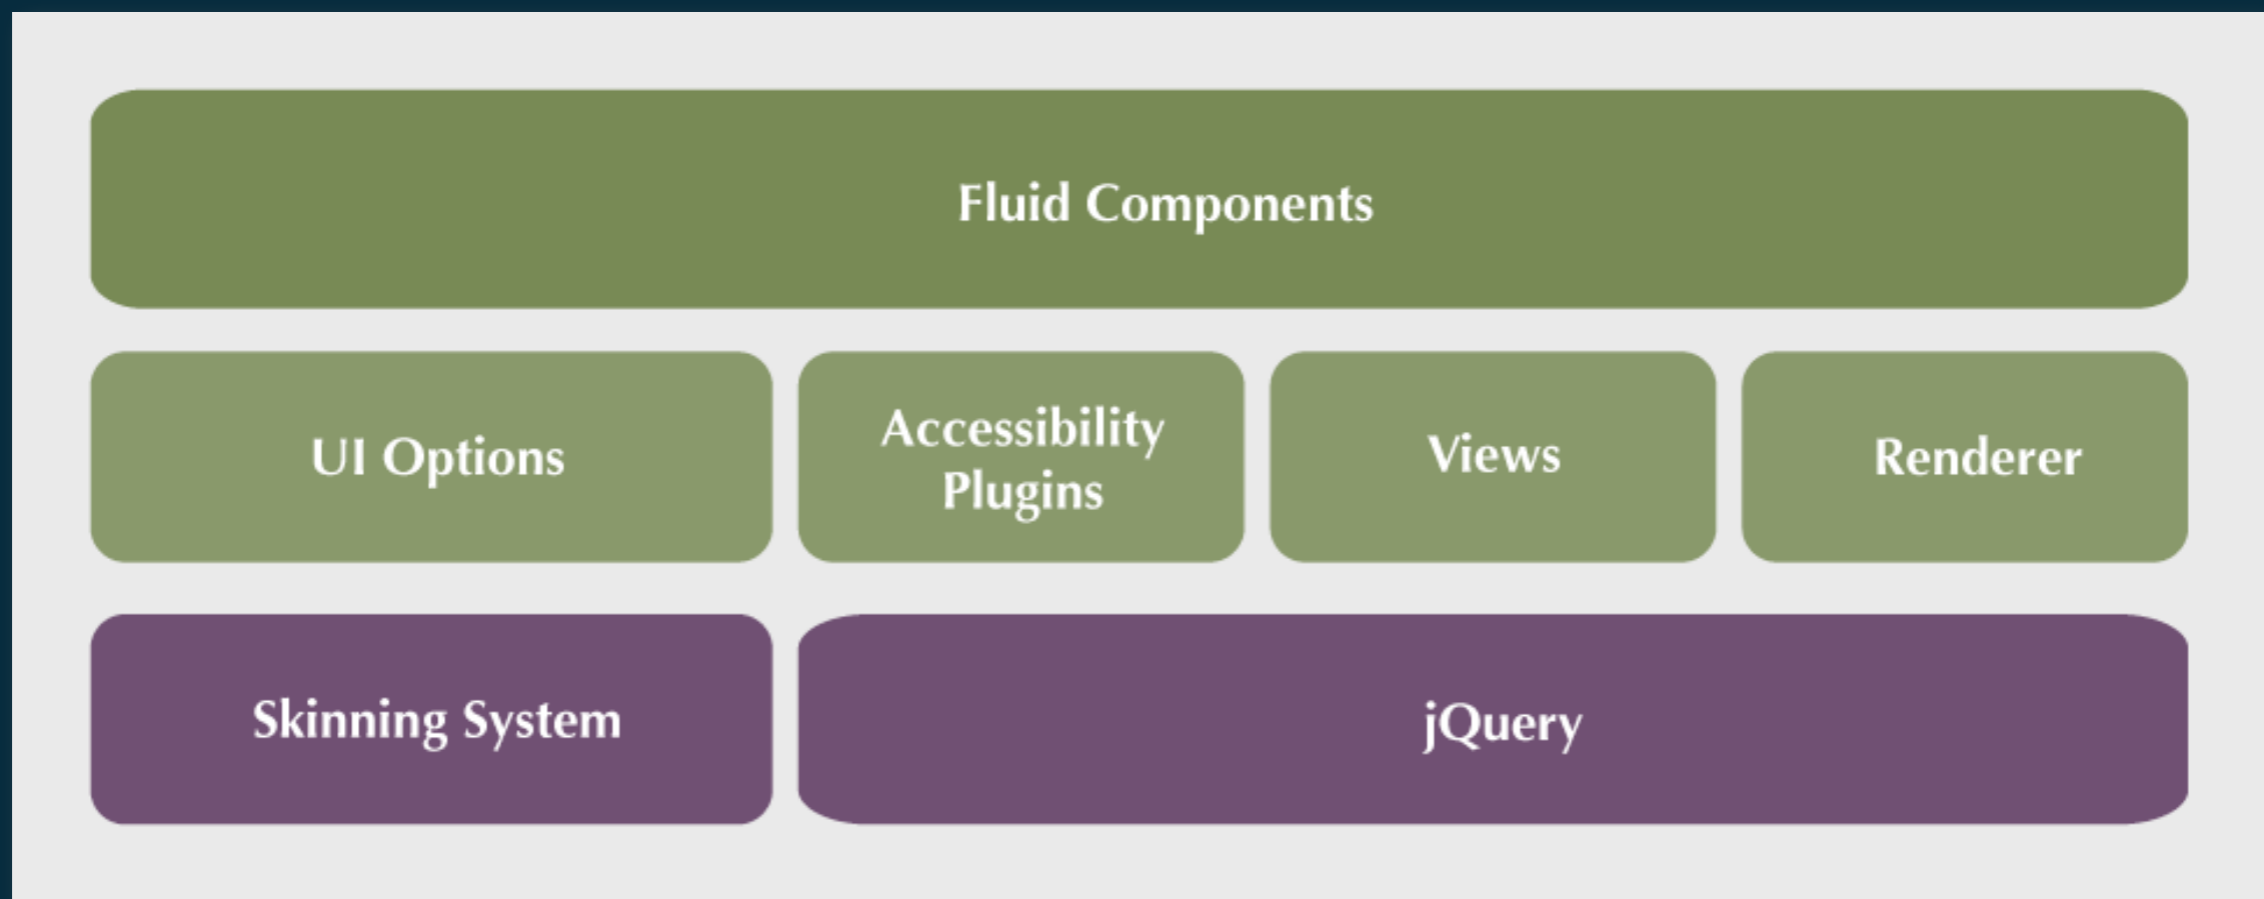 Fluid Components
UI Options
Accessibility
Plugins
Views
Renderer
Skinning System
jQuery